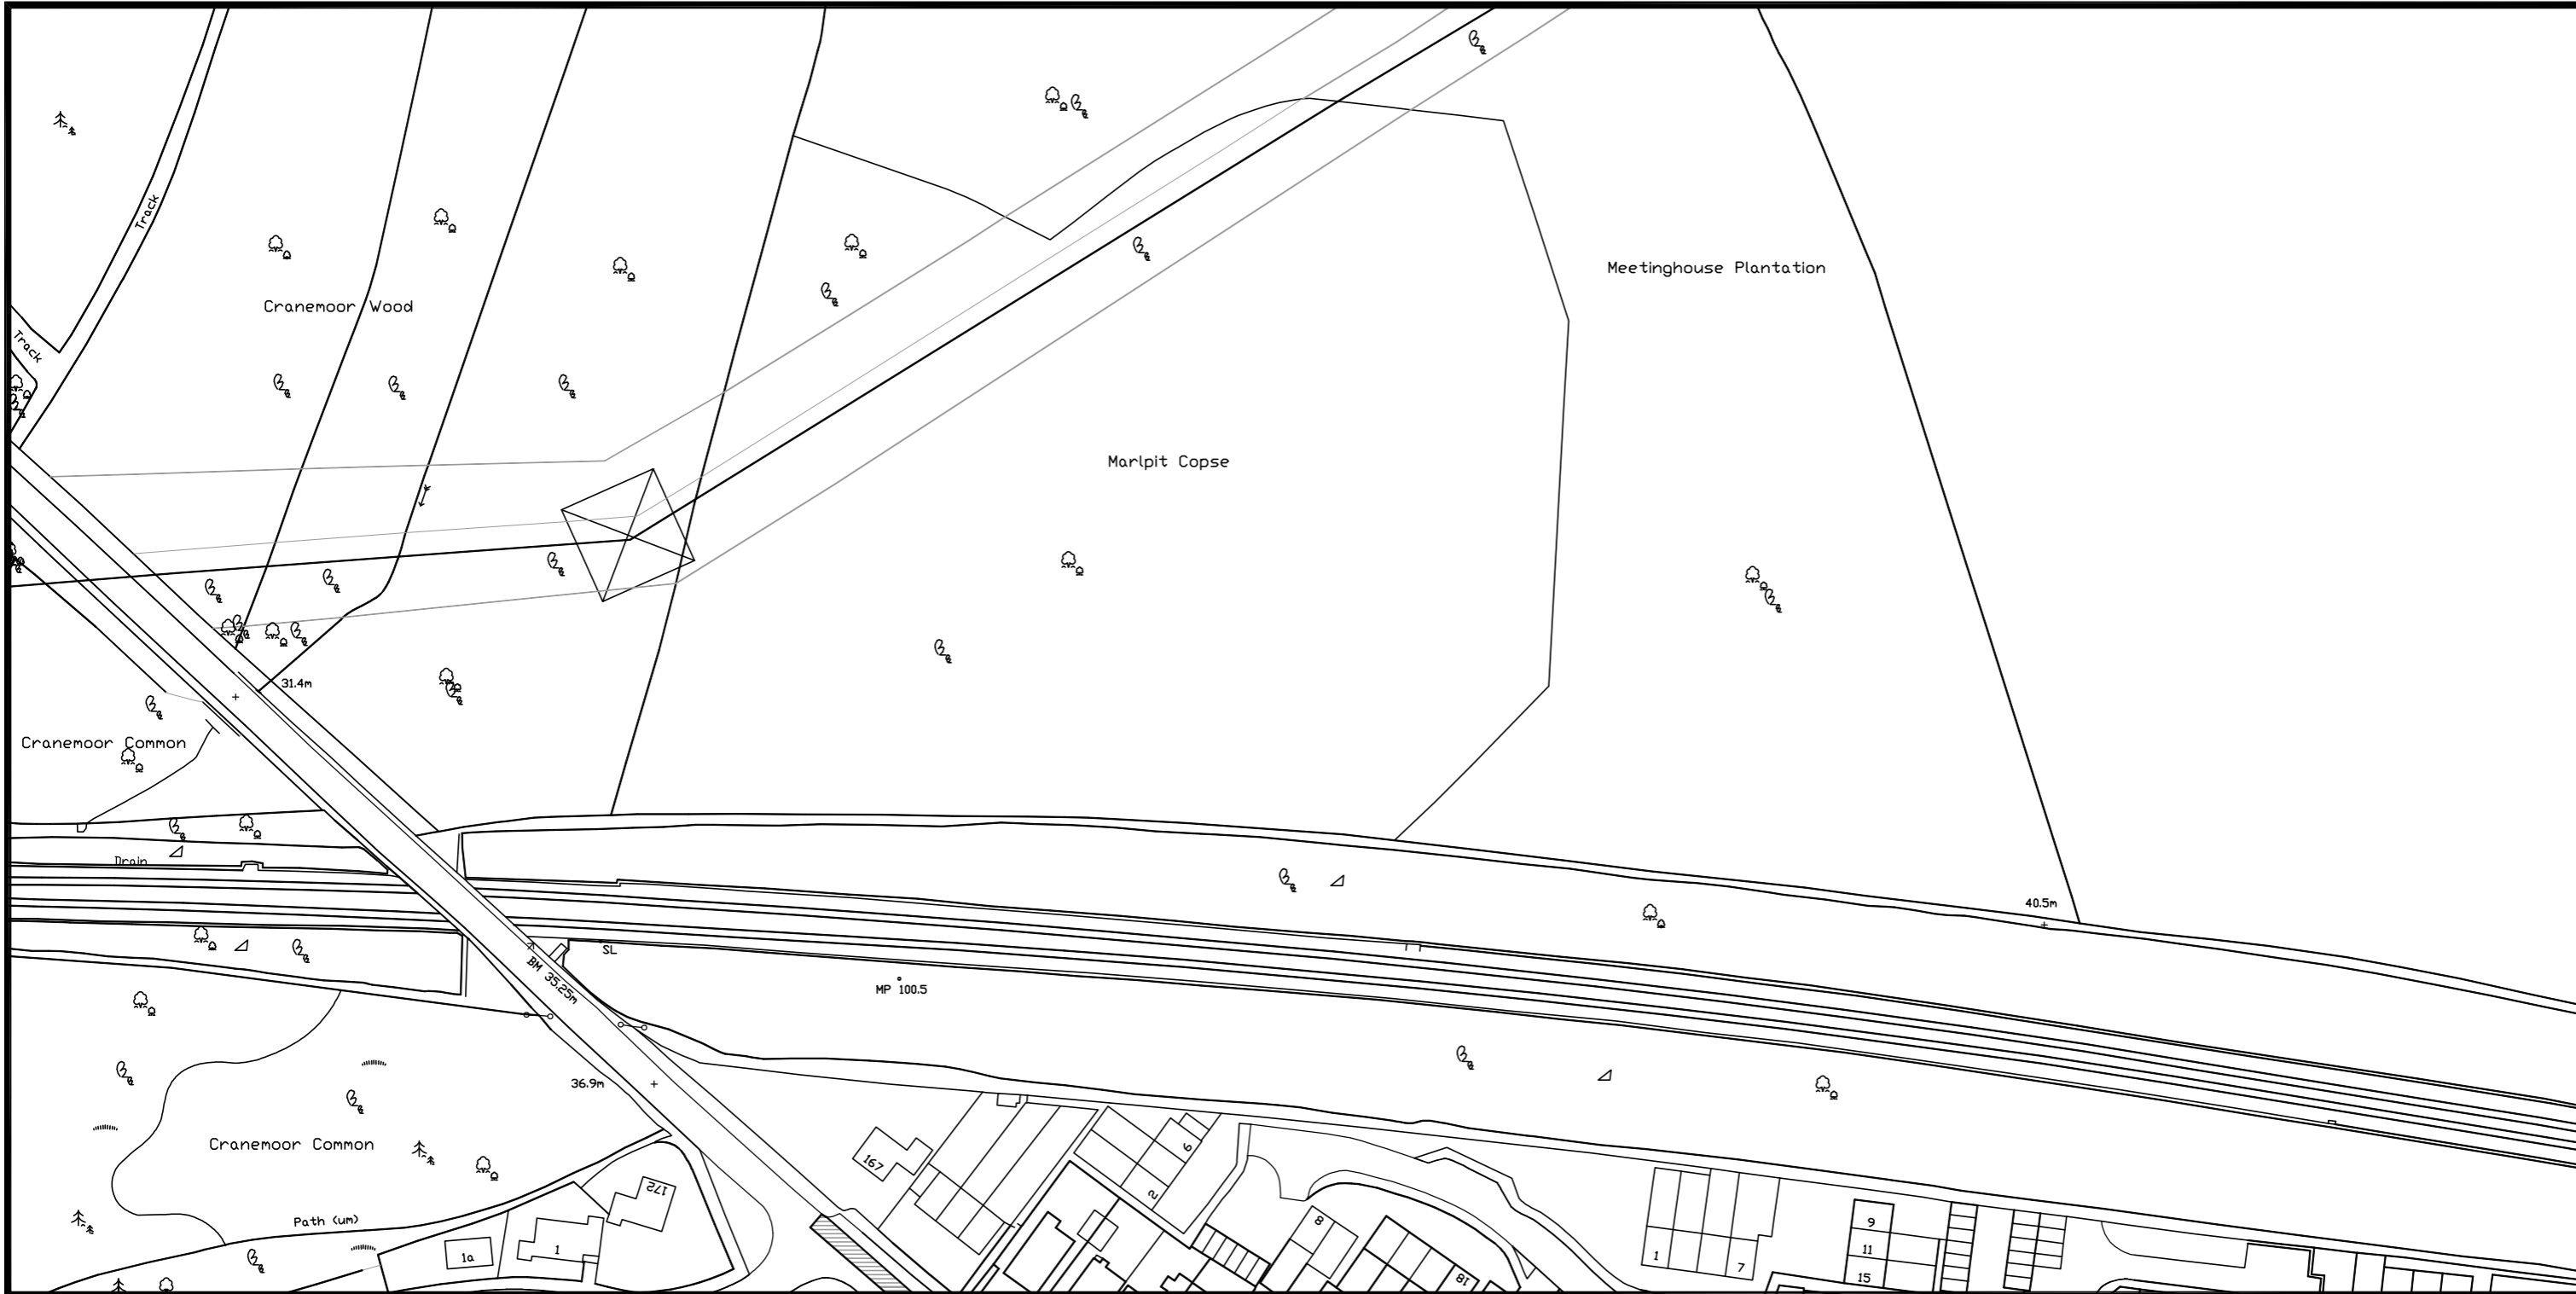 Track
Meetinghouse Plantation
Cranemoor Wood
Track
Marlpit Copse
31.4m
Cranemoor Common
Drain
40.5m
SL
BM 35.25m
MP 100.5
36.9m
Cranemoor Common
6
167
172
2
Path (um)
8
9
1
11
1a
1
7
15
18